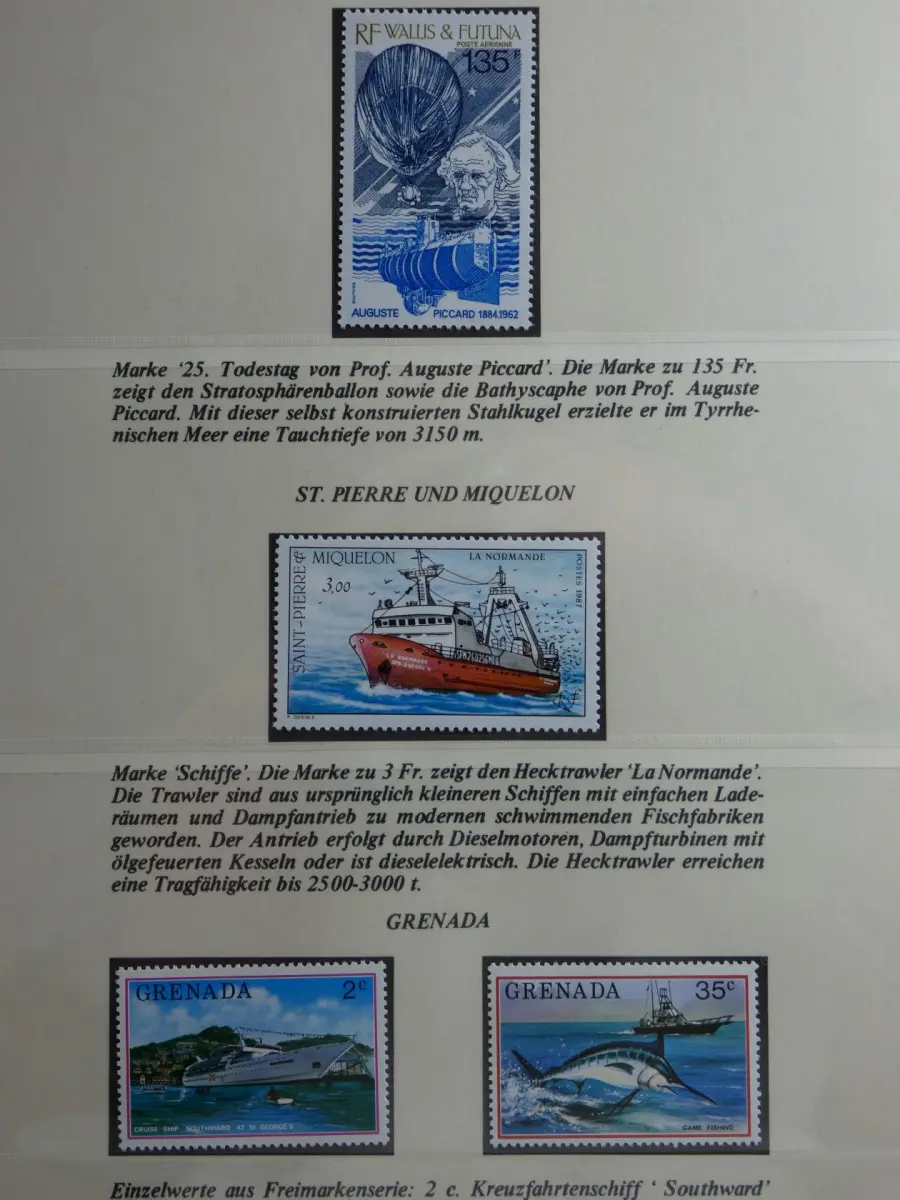 RF WALLIS & FUTUNA
POSTE AERIENNE
135F
AUGUSTE PICCARD 1884.1962
Marke '25. Todestag von Prof. Auguste Piccard'. Die Marke zu 135 Fr.
zeigt den Stratosphärenballon sowie die Bathyscaphe von Prof. Auguste
Piccard. Mit dieser selbst konstruierten Stahlkugel erzielte er im Tyrrhe-
nischen Meer eine Tauchtiefe von 3150 m.
ST. PIERRE UND MIQUELON
SAINT-PIERRE &
MIQUELON
LA NORMANDE
POSTES 1987
3,00
Marke 'Schiffe'. Die Marke zu 3 Fr. zeigt den Hecktrawler 'La Normande'.
Die Trawler sind aus ursprünglich kleineren Schiffen mit einfachen Lade-
räumen und Dampfantrieb zu modernen schwimmenden Fischfabriken
geworden. Der Antrieb erfolgt durch Dieselmotoren, Dampfturbinen mit
ölgefeuerten Kesseln oder ist dieselelektrisch. Die Hecktrawler erreichen
eine Tragfähigkeit bis 2500-3000 t.
GRENADA
GRENADA 2c
CRUISE SHIP SOUTHWARD AT ST GEORGE'S
GRENADA 35c
GAME FISHING
Einzelwerte aus Freimarkenserie: 2 c. Kreuzfahrtenschiff ' Southward'